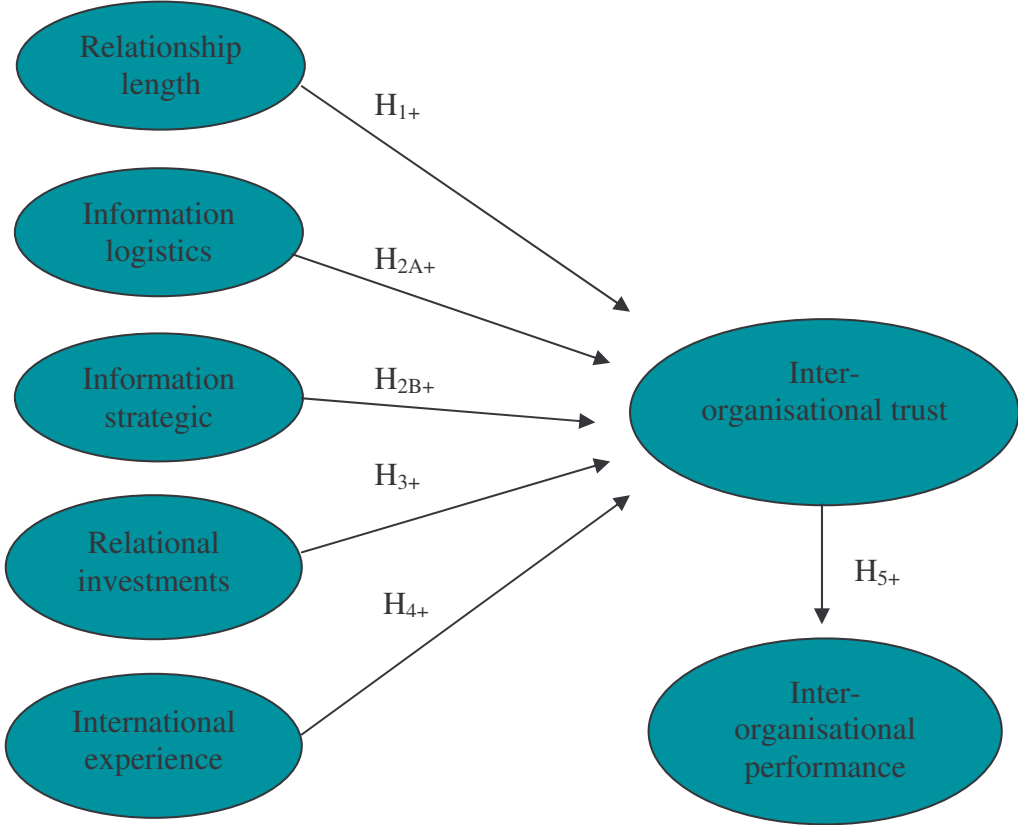 Relationship
length
H1+
Information
logistics
H2A+
Information
strategic
H2B+
Inter-
organisational trust
Relational
investments
H3+
H5+
International
experience
H4+
Inter-
organisational
performance